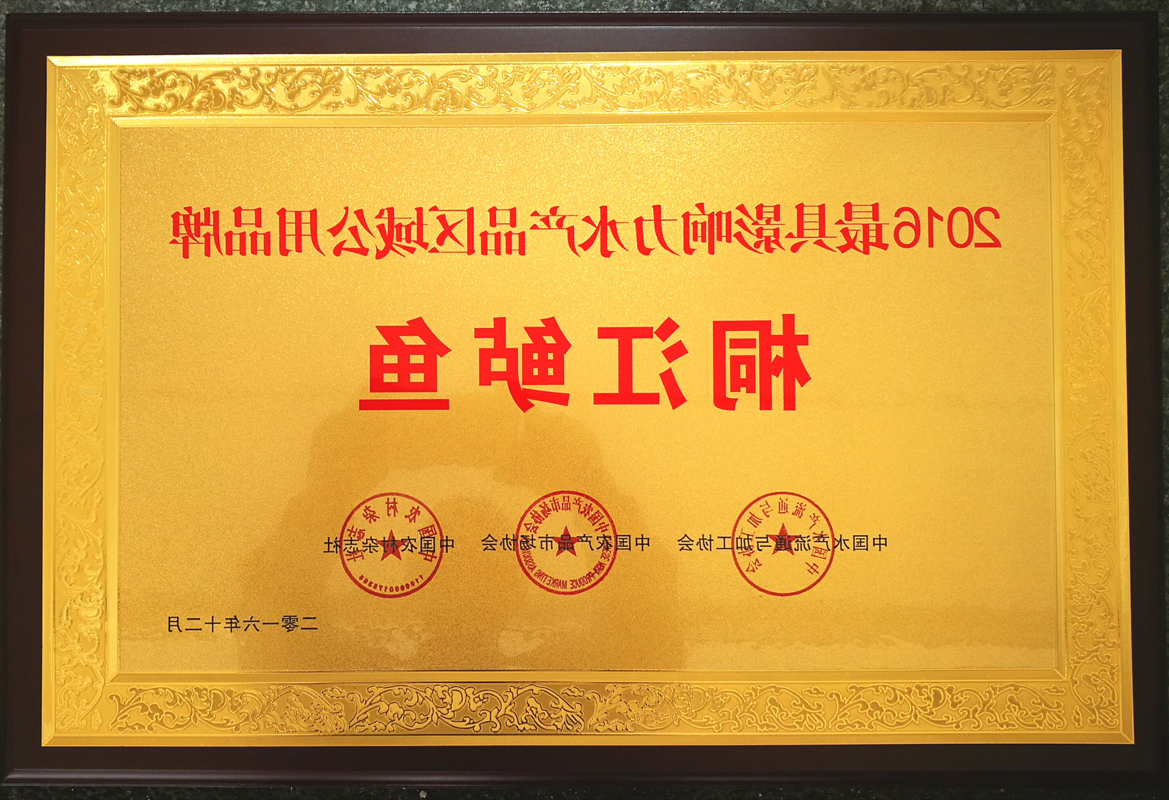 2016最具影响力水产品区域公用品牌
桐江鲈鱼
中国水产流通与加工协会 中国农产品市场协会 中国农村杂志社
二零一六年十二月